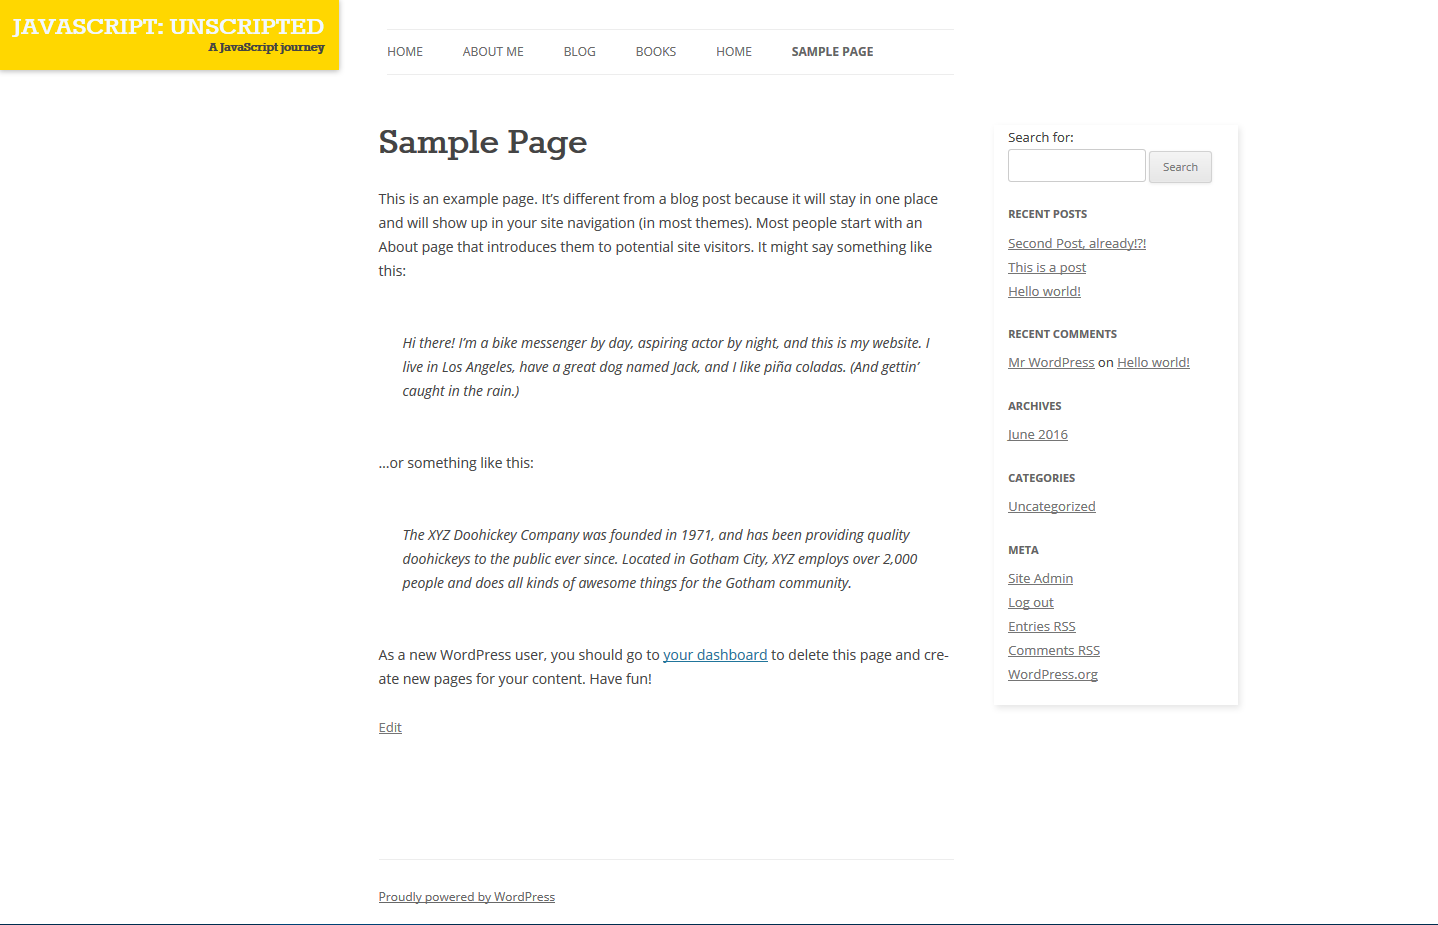 JAVASCRIPT: UNSCRIPTED
A JavaScript journey
HOME ABOUT ME BLOG BOOKS HOME SAMPLE PAGE
Sample Page
This is an example page. It’s different from a blog post because it will stay in one place
and will show up in your site navigation (in most themes). Most people start with an
About page that introduces them to potential site visitors. It might say something like
this:
Hi there! I’m a bike messenger by day, aspiring actor by night, and this is my website. I
live in Los Angeles, have a great dog named Jack, and I like piña coladas. (And gettin’
caught in the rain.)
…or something like this:
The XYZ Doohickey Company was founded in 1971, and has been providing quality
doohickeys to the public ever since. Located in Gotham City, XYZ employs over 2,000
people and does all kinds of awesome things for the Gotham community.
As a new WordPress user, you should go to your dashboard to delete this page and cre-
ate new pages for your content. Have fun!
Edit
Search for:
Search
RECENT POSTS
Second Post, already!?!
This is a post
Hello world!
RECENT COMMENTS
Mr WordPress on Hello world!
ARCHIVES
June 2016
CATEGORIES
Uncategorized
META
Site Admin
Log out
Entries RSS
Comments RSS
WordPress.org
Proudly powered by WordPress